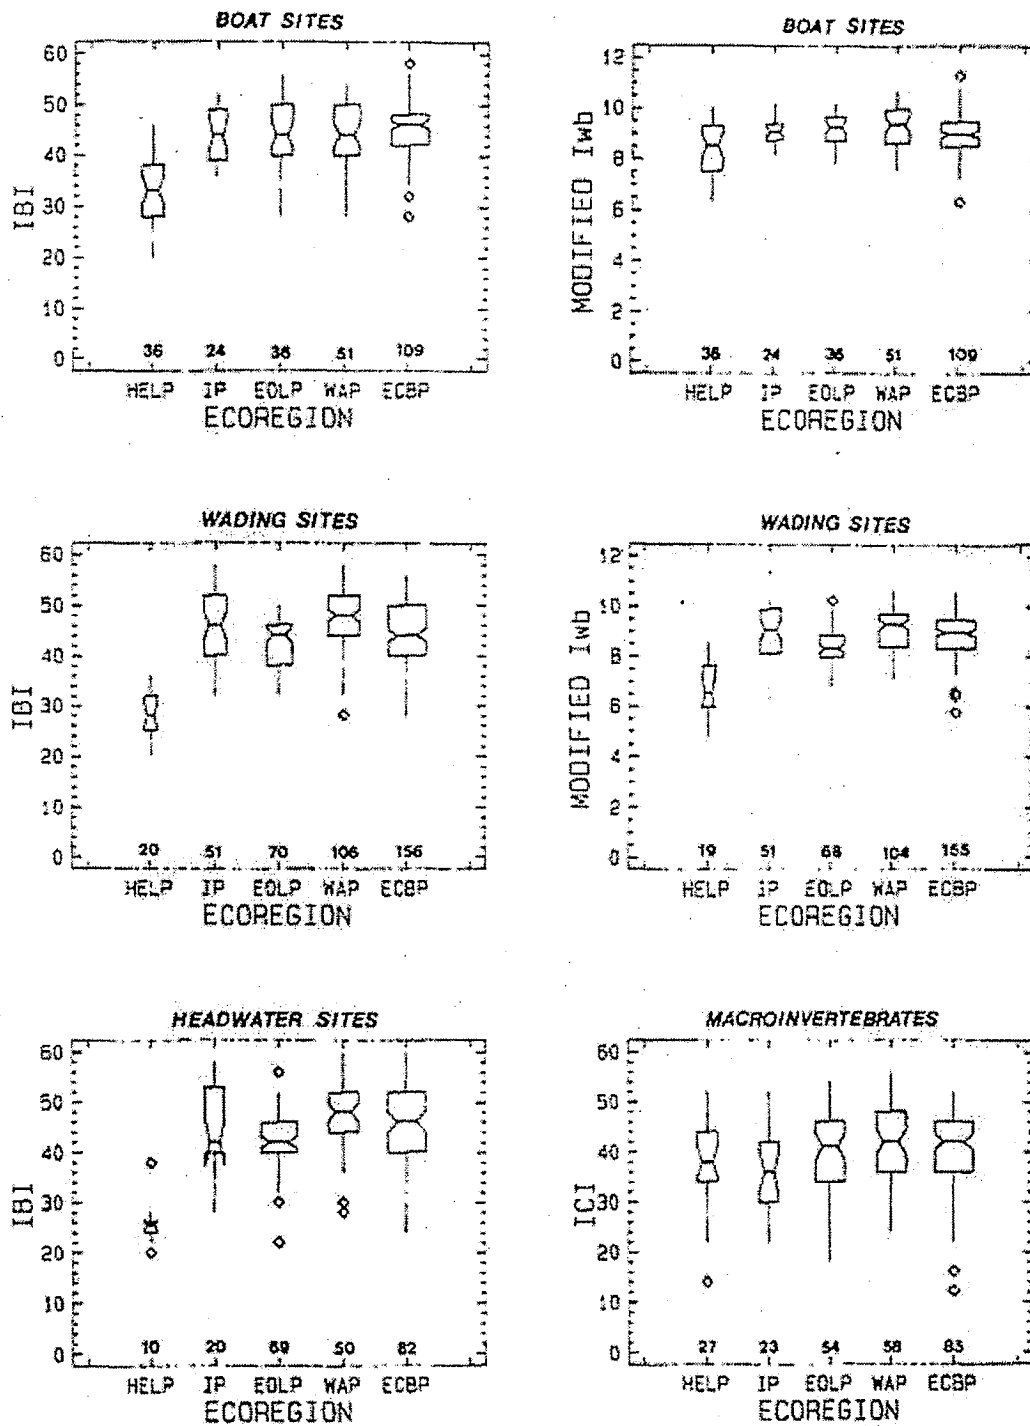 BOAT SITES
60
50
40
30
20
10
0
IBI
36 24 36 51 109
HELP IP EOLP WAP ECBP
ECOREGION
BOAT SITES
12
10
8
6
4
2
0
MODIFIED Iwb
36 24 36 51 109
HELP IP EOLP WAP ECBP
ECOREGION
WADING SITES
60
50
40
30
20
10
0
IBI
20 51 70 106 156
HELP IP EOLP WAP ECBP
ECOREGION
WADING SITES
12
10
8
6
4
2
0
MODIFIED Iwb
19 51 68 104 155
HELP IP EOLP WAP ECBP
ECOREGION
HEADWATER SITES
60
50
40
30
20
10
0
IBI
10 20 69 50 82
HELP IP EOLP WAP ECBP
ECOREGION
MACROINVERTEBRATES
60
50
40
30
20
10
0
ICI
27 23 54 58 83
HELP IP EOLP WAP ECBP
ECOREGION